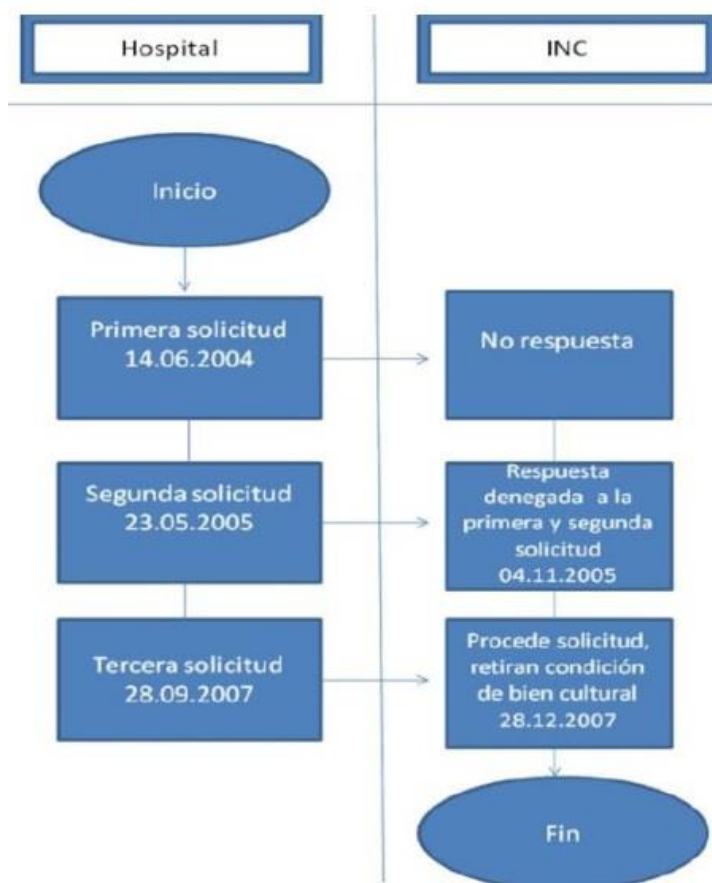 Hospital
INC
Inicio
Primera solicitud
14.06.2004
No respuesta
Segunda solicitud
23.05.2005
Respuesta
denegada a la
primera y segunda
solicitud
04.11.2005
Tercera solicitud
28.09.2007
Procede solicitud,
retiran condición
de bien cultural
28.12.2007
Fin